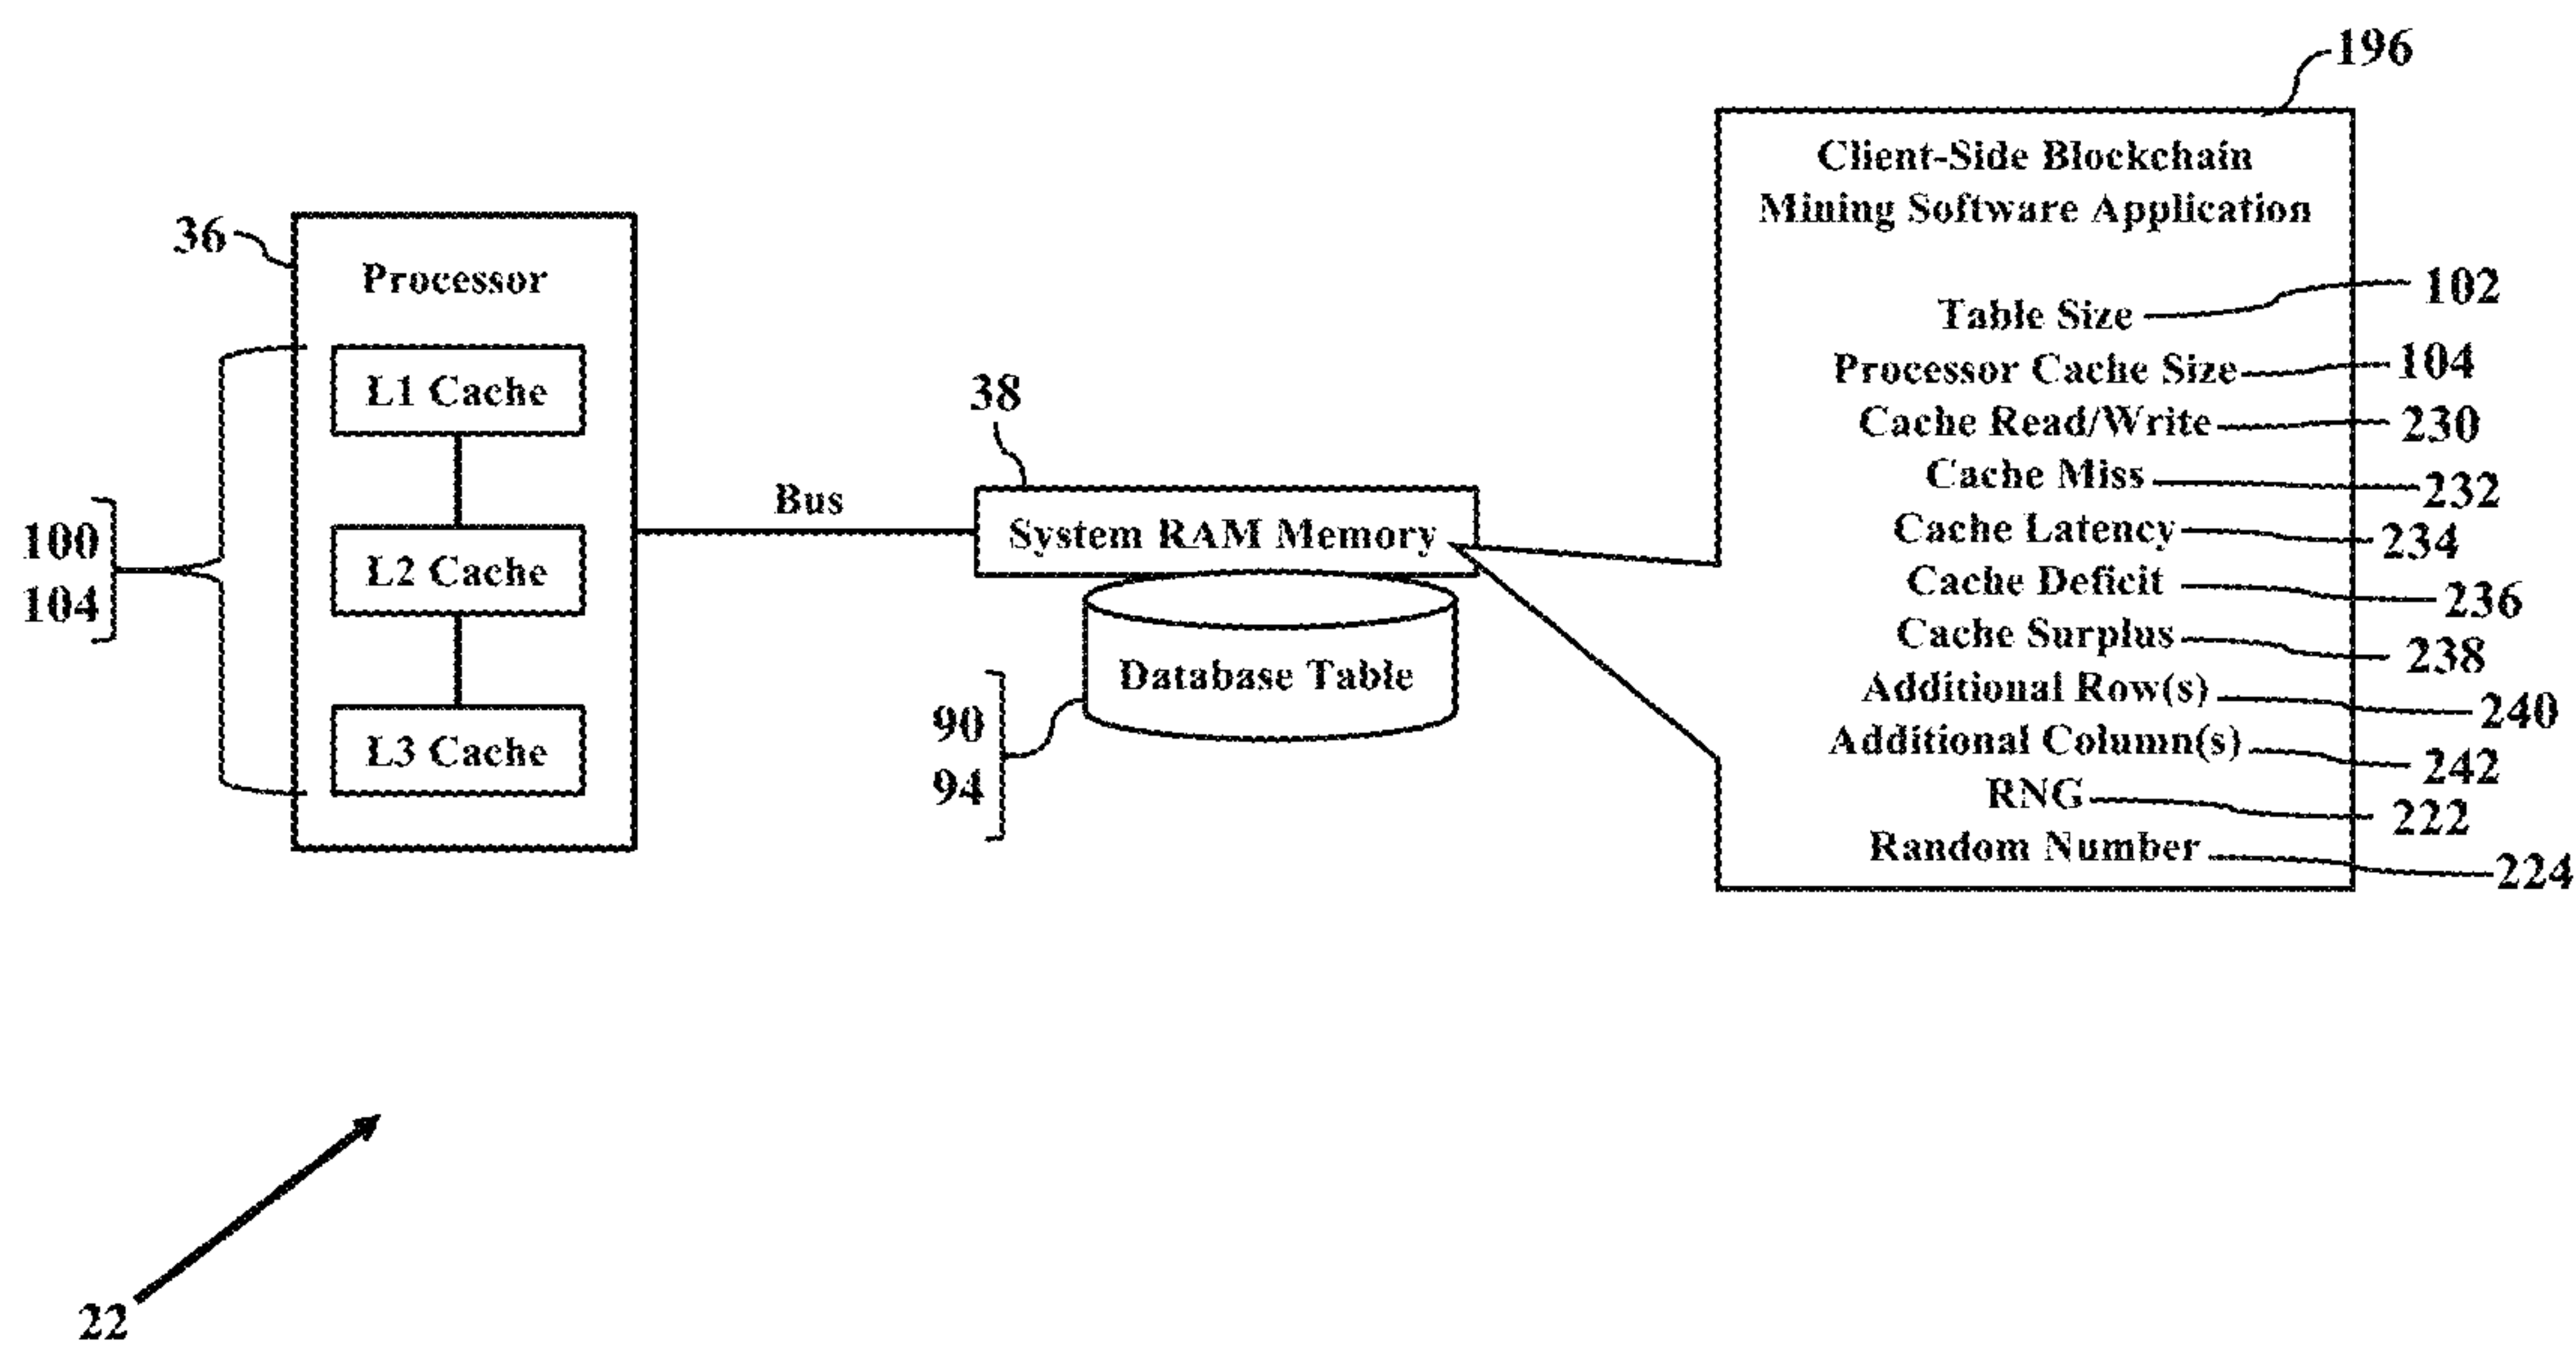 196
Client-Side Blockchain
Mining Software Application
36
Processor
Table Size 102
L1 Cache
Processor Cache Size 104
38
Cache Read/Write 230
Cache Miss 232
Bus
100
104
L2 Cache
System RAM Memory
Cache Latency 234
Cache Deficit 236
Cache Surplus 238
Database Table
90
94
Additional Row(s) 240
L3 Cache
Additional Column(s) 242
RNG 222
Random Number 224
22